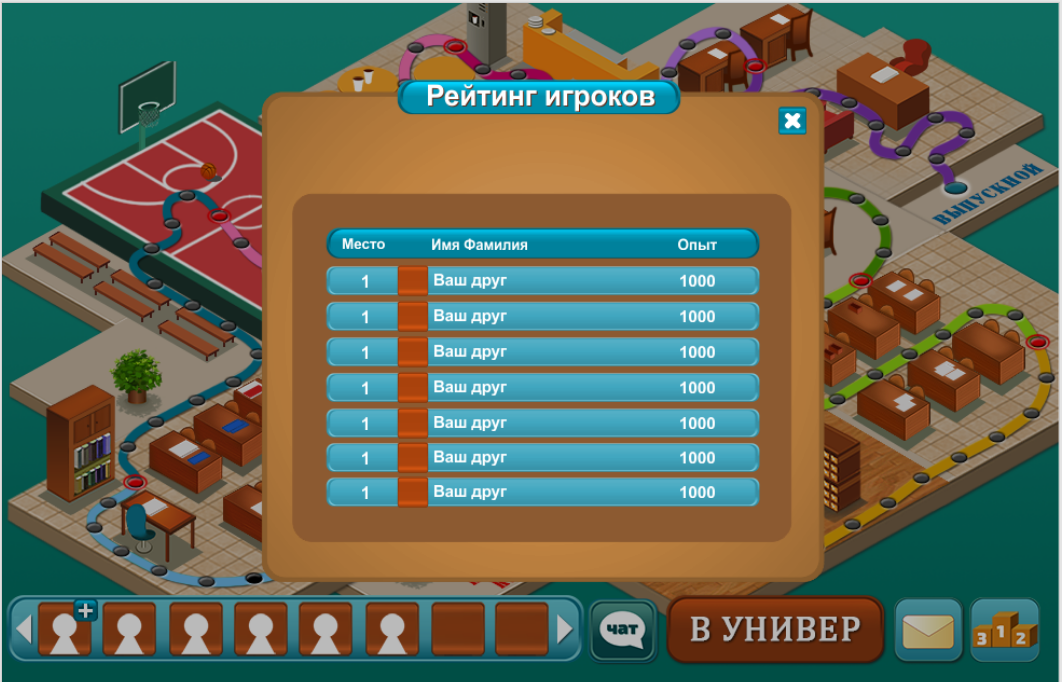 Рейтинг игроков
ВЫПУСКНОЙ
Место Имя Фамилия Опыт
1 Ваш друг 1000
1 Ваш друг 1000
1 Ваш друг 1000
1 Ваш друг 1000
1 Ваш друг 1000
1 Ваш друг 1000
1 Ваш друг 1000
чат
В УНИВЕР
3 1 2